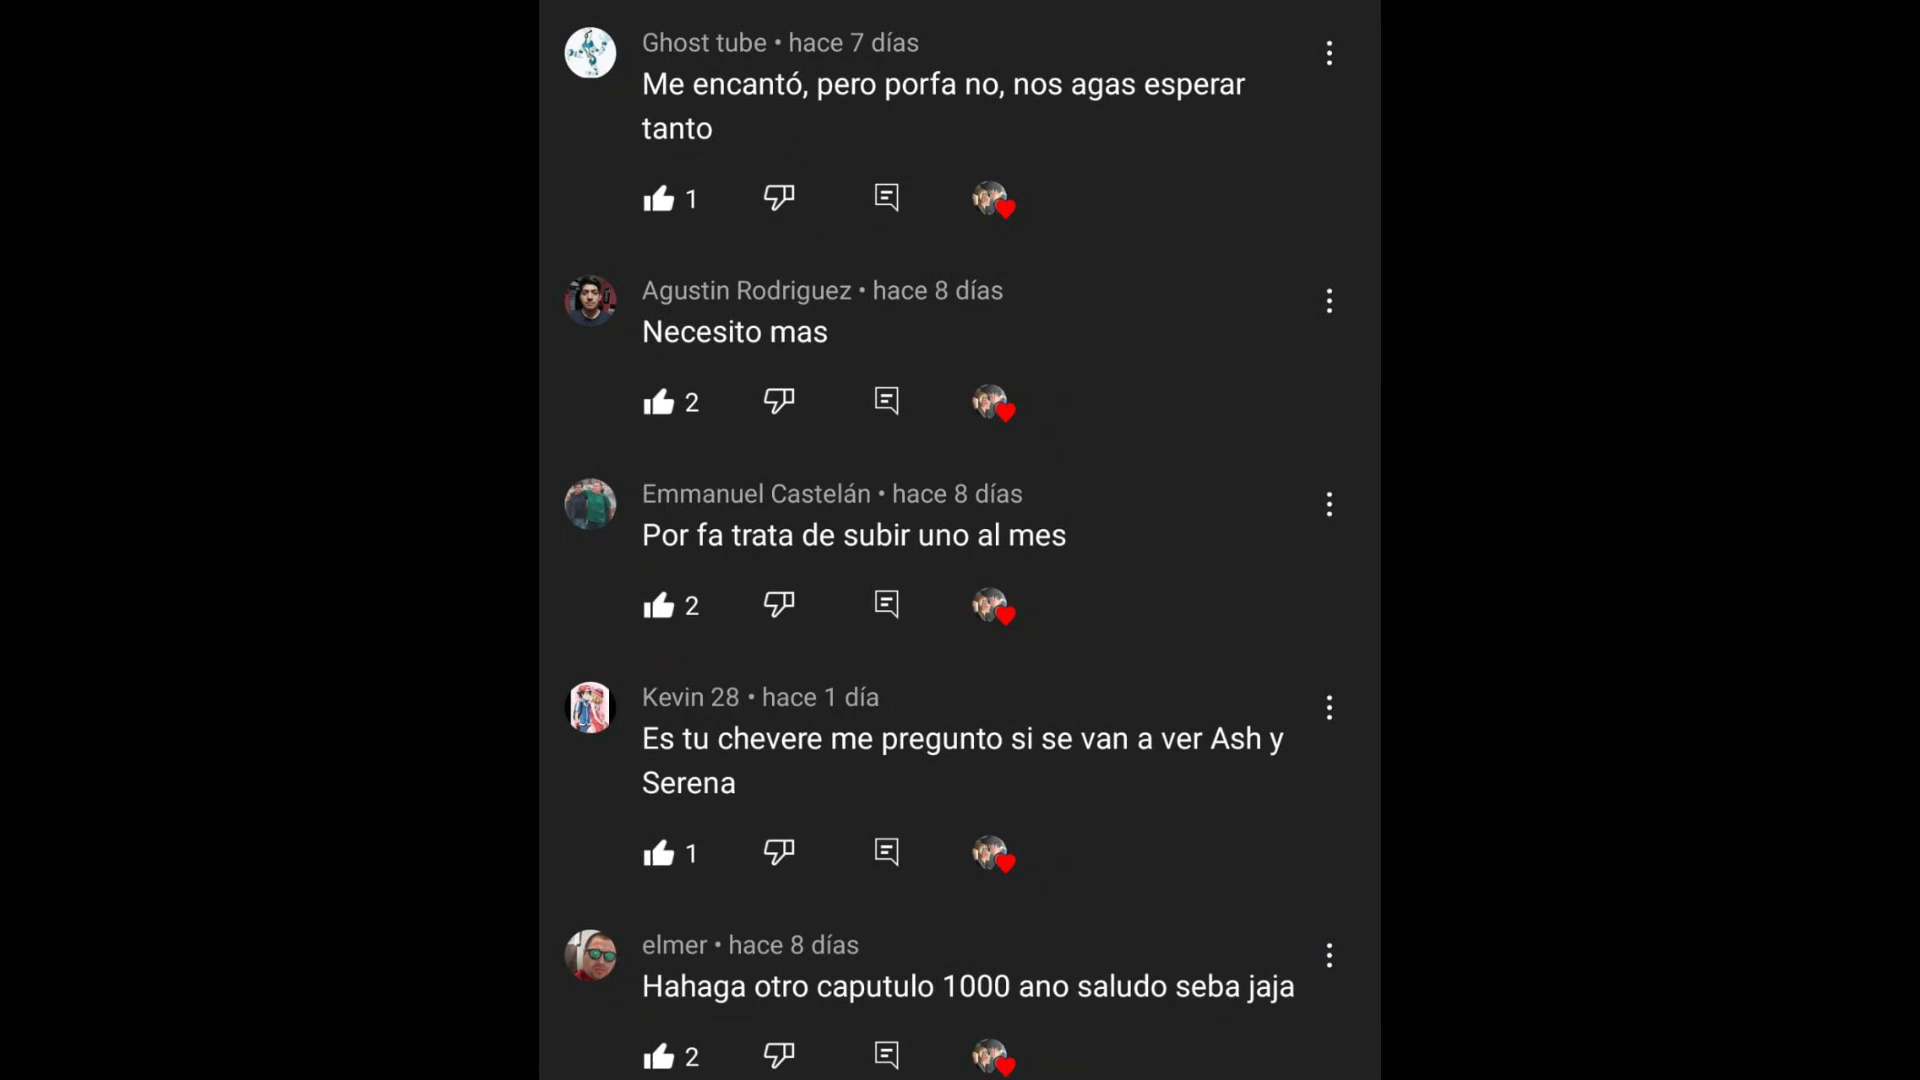 Ghost tube • hace 7 días
Me encantó, pero porfa no, nos agas esperar
tanto
1
Agustin Rodriguez • hace 8 días
Necesito mas
2
Emmanuel Castelán • hace 8 días
Por fa trata de subir uno al mes
2
Kevin 28 • hace 1 día
Es tu chevere me pregunto si se van a ver Ash y
Serena
1
elmer • hace 8 días
Hahaga otro caputulo 1000 ano saludo seba jaja
2